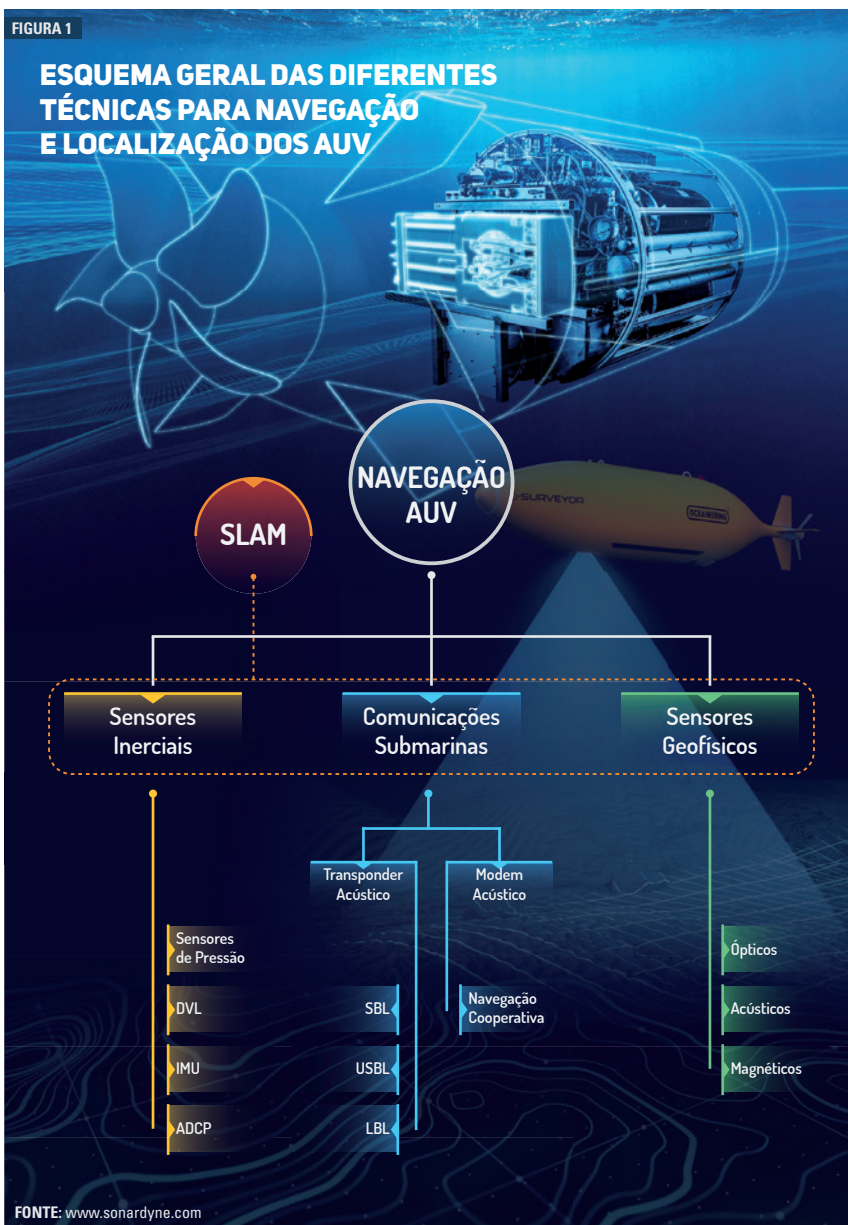 FIGURA 1
ESQUEMA GERAL DAS DIFERENTES
TÉCNICAS PARA NAVEGAÇÃO
E LOCALIZAÇÃO DOS AUV
NAVEGAÇÃO
AUV
SLAM
-SURVEYOR
OCEANEERING
Sensores
Inerciais
Comunicações
Submarinas
Sensores
Geofísicos
Transponder
Acústico
Modem
Acústico
Sensores
de Pressão
DVL
IMU
ADCP
SBL
USBL
LBL
Navegação
Cooperativa
Ópticos
Acústicos
Magnéticos
FONTE: www.sonardyne.com